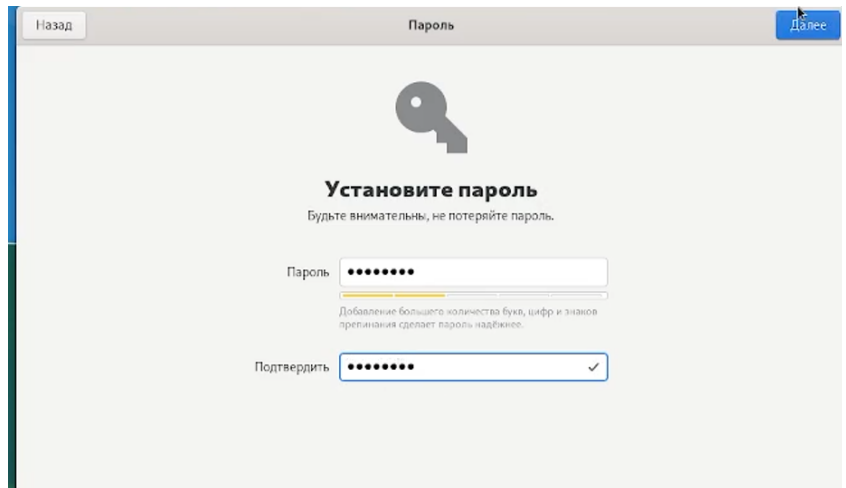 Назад
Пароль
Далее
Установите пароль
Будьте внимательны, не потеряйте пароль.
Пароль
••••••••
Добавление большего количества букв, цифр и знаков
препинания сделает пароль надёжнее.
Подтвердить
••••••••